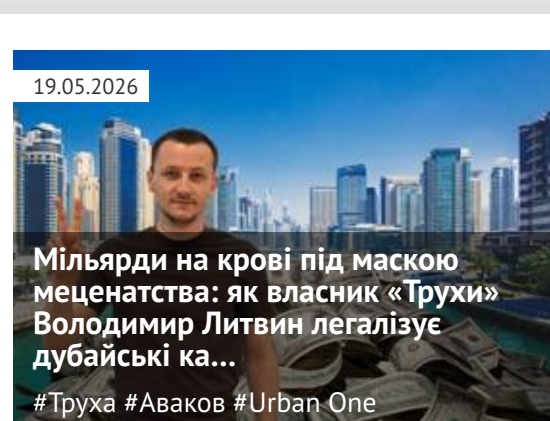 19.05.2026
Мільярди на крові під маскою
меценатства: як власник «Трухи»
Володимир Литвин легалізує
дубайські ка...
#Труха #Аваков #Urban One